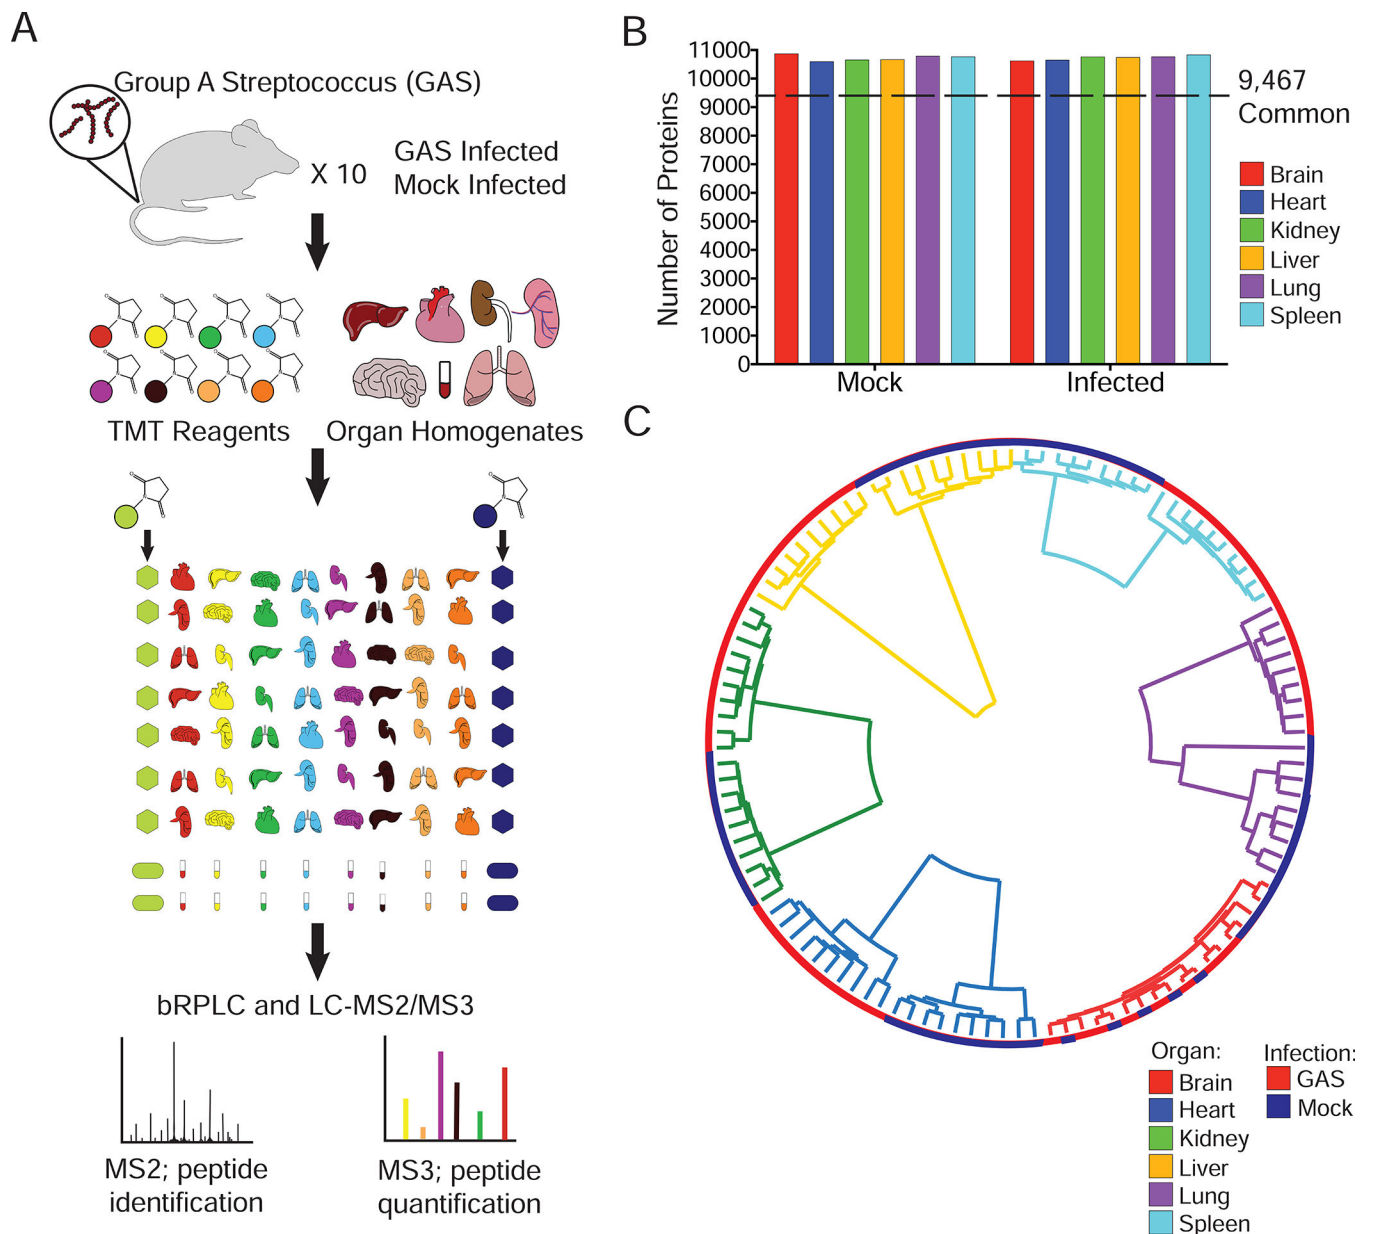 A
Group A Streptococcus (GAS)
X 10
GAS Infected
Mock Infected
TMT Reagents
Organ Homogenates
bRPLC and LC-MS2/MS3
MS2; peptide
identification
MS3; peptide
quantification
B
Number of Proteins
11000
10000
9000
8000
7000
6000
5000
4000
3000
2000
1000
0
Mock
Infected
9,467
Common
Brain
Heart
Kidney
Liver
Lung
Spleen
C
Organ:
Brain
Heart
Kidney
Liver
Lung
Spleen
Infection:
GAS
Mock